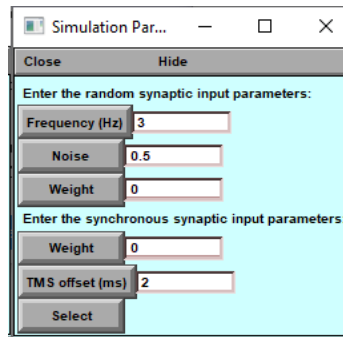 Simulation Par...
Close Hide
Enter the random synaptic input parameters:
Frequency (Hz) 3
Noise 0.5
Weight 0
Enter the synchronous synaptic input parameters
Weight 0
TMS offset (ms) 2
Select